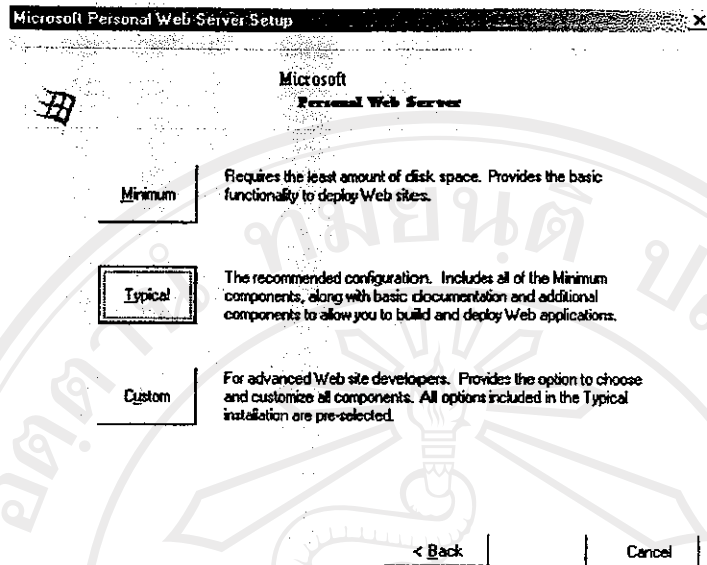 Microsoft Personal Web Server Setup
Microsoft
Personal Web Server
Minimum
Requires the least amount of disk space. Provides the basic
functionality to deploy Web sites.
Typical
The recommended configuration. Includes all of the Minimum
components, along with basic documentation and additional
components to allow you to build and deploy Web applications.
Custom
For advanced Web site developers. Provides the option to choose
and customize all components. All options included in the Typical
installation are pre-selected.
< Back
Cancel